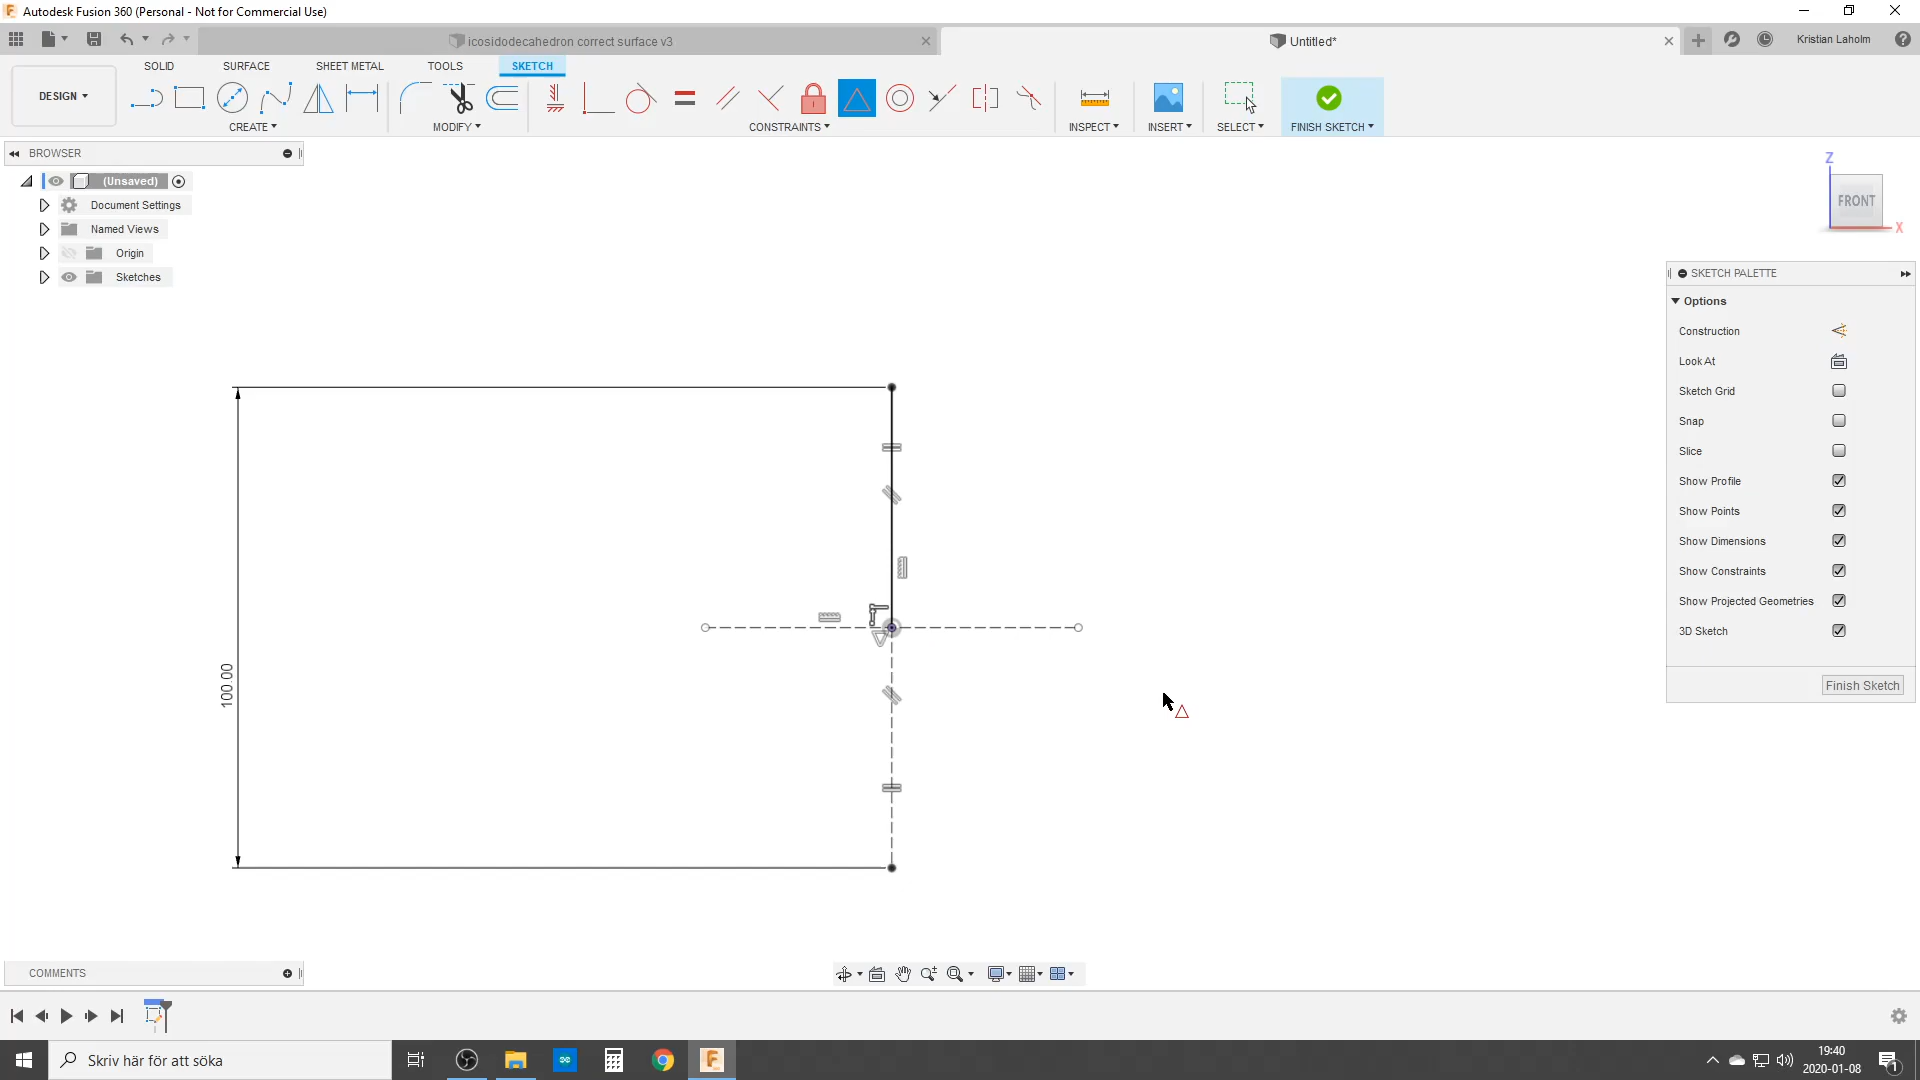 Autodesk Fusion 360 (Personal - Not for Commercial Use)
icosidodecahedron correct surface v3
Untitled*
Kristian Laholm
SOLID
SURFACE
SHEET METAL
TOOLS
SKETCH
DESIGN
CREATE
MODIFY
CONSTRAINTS
INSPECT
INSERT
SELECT
FINISH SKETCH
BROWSER
(Unsaved)
Document Settings
Named Views
Origin
Sketches
Z
FRONT
X
SKETCH PALETTE
Options
Construction
Look At
Sketch Grid
Snap
Slice
Show Profile
Show Points
Show Dimensions
Show Constraints
Show Projected Geometries
3D Sketch
Finish Sketch
100.00
COMMENTS
Skriv här för att söka
19:40
2020-01-08
1